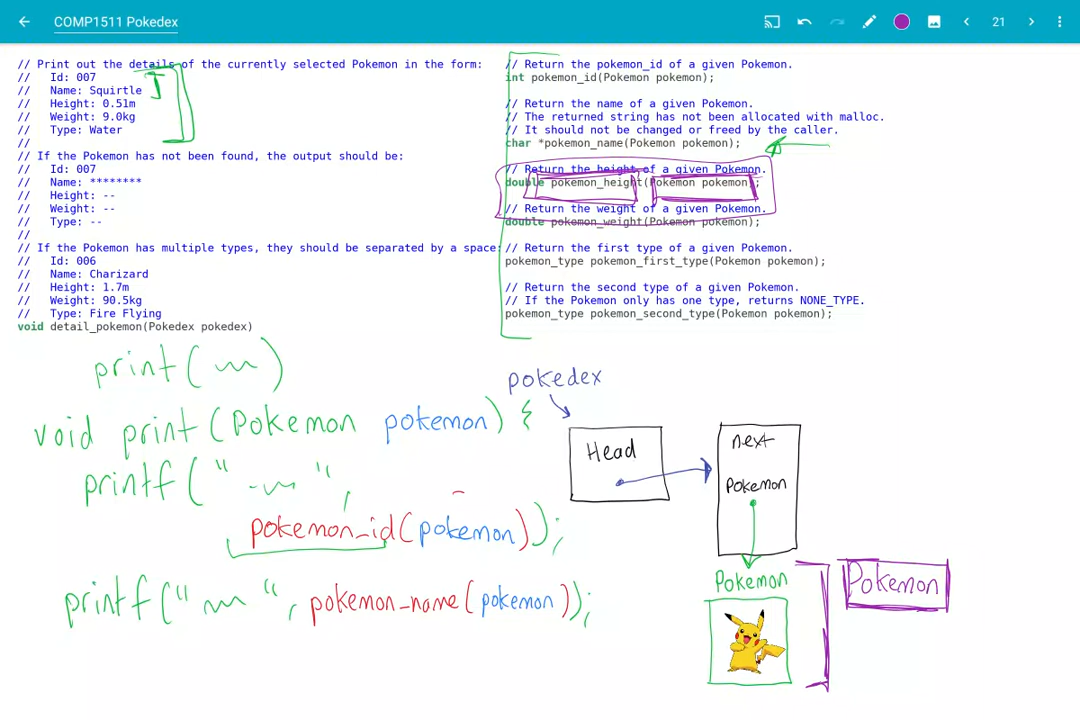 COMP1511 Pokedex
21
// Print out the details of the currently selected Pokemon in the form:
//   Id: 007
//   Name: Squirtle
//   Height: 0.51m
//   Weight: 9.0kg
//   Type: Water
//
// If the Pokemon has not been found, the output should be:
//   Id: 007
//   Name: ********
//   Height: --
//   Weight: --
//   Type: --
//
// If the Pokemon has multiple types, they should be separated by a space:
//   Id: 006
//   Name: Charizard
//   Height: 1.7m
//   Weight: 90.5kg
//   Type: Fire Flying
void detail_pokemon(Pokedex pokedex)
// Return the pokemon_id of a given Pokemon.
int pokemon_id(Pokemon pokemon);
// Return the name of a given Pokemon.
// The returned string has not been allocated with malloc.
// It should not be changed or freed by the caller.
char *pokemon_name(Pokemon pokemon);
// Return the height of a given Pokemon.
double pokemon_height(Pokemon pokemon);
// Return the weight of a given Pokemon.
double pokemon_weight(Pokemon pokemon);
// Return the first type of a given Pokemon.
pokemon_type pokemon_first_type(Pokemon pokemon);
// Return the second type of a given Pokemon.
// If the Pokemon only has one type, returns NONE_TYPE.
pokemon_type pokemon_second_type(Pokemon pokemon);
print( )
void print(Pokemon pokemon) {
printf(" ",
pokemon_id(pokemon));
printf(" ", pokemon_name(pokemon));
pokedex
Head
next
Pokemon
Pokemon
Pokemon